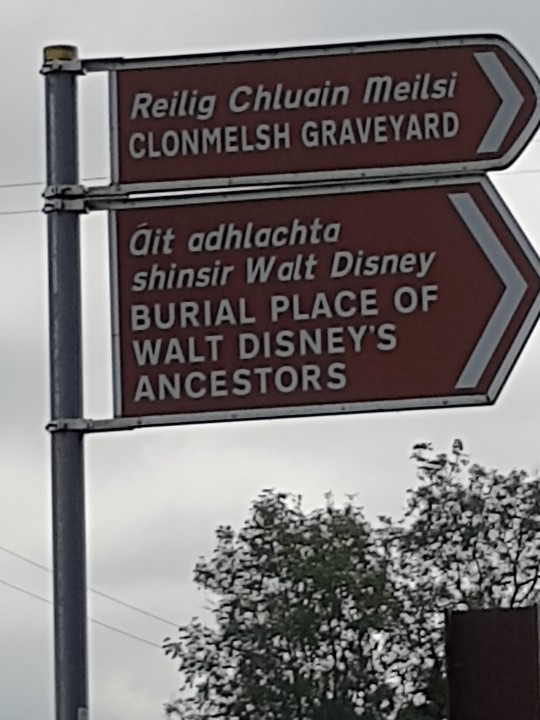 Reilig Chluain Meilsi
CLONMELSH GRAVEYARD
Áit adhlachta
shinsir Walt Disney
BURIAL PLACE OF
WALT DISNEY'S
ANCESTORS